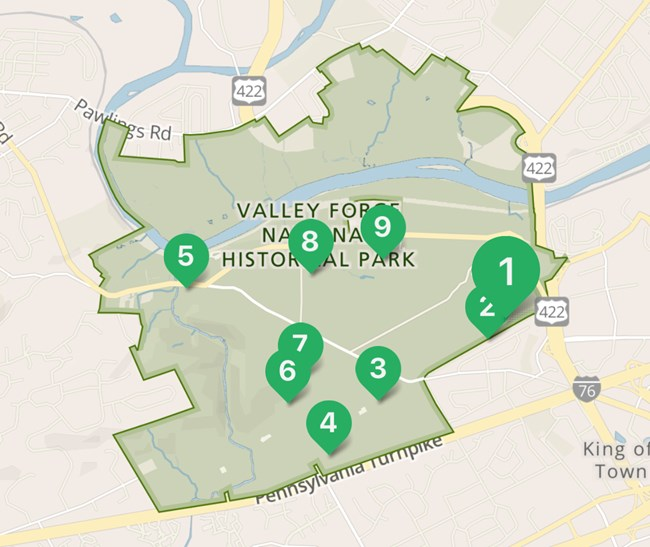 422
Pawlings Rd
Rd
422
VALLEY FORGE
NATIONAL
HISTORICAL PARK
9
8
5
1
2
422
7
6
3
76
4
King of
Town
Pennsylvania Turnpike